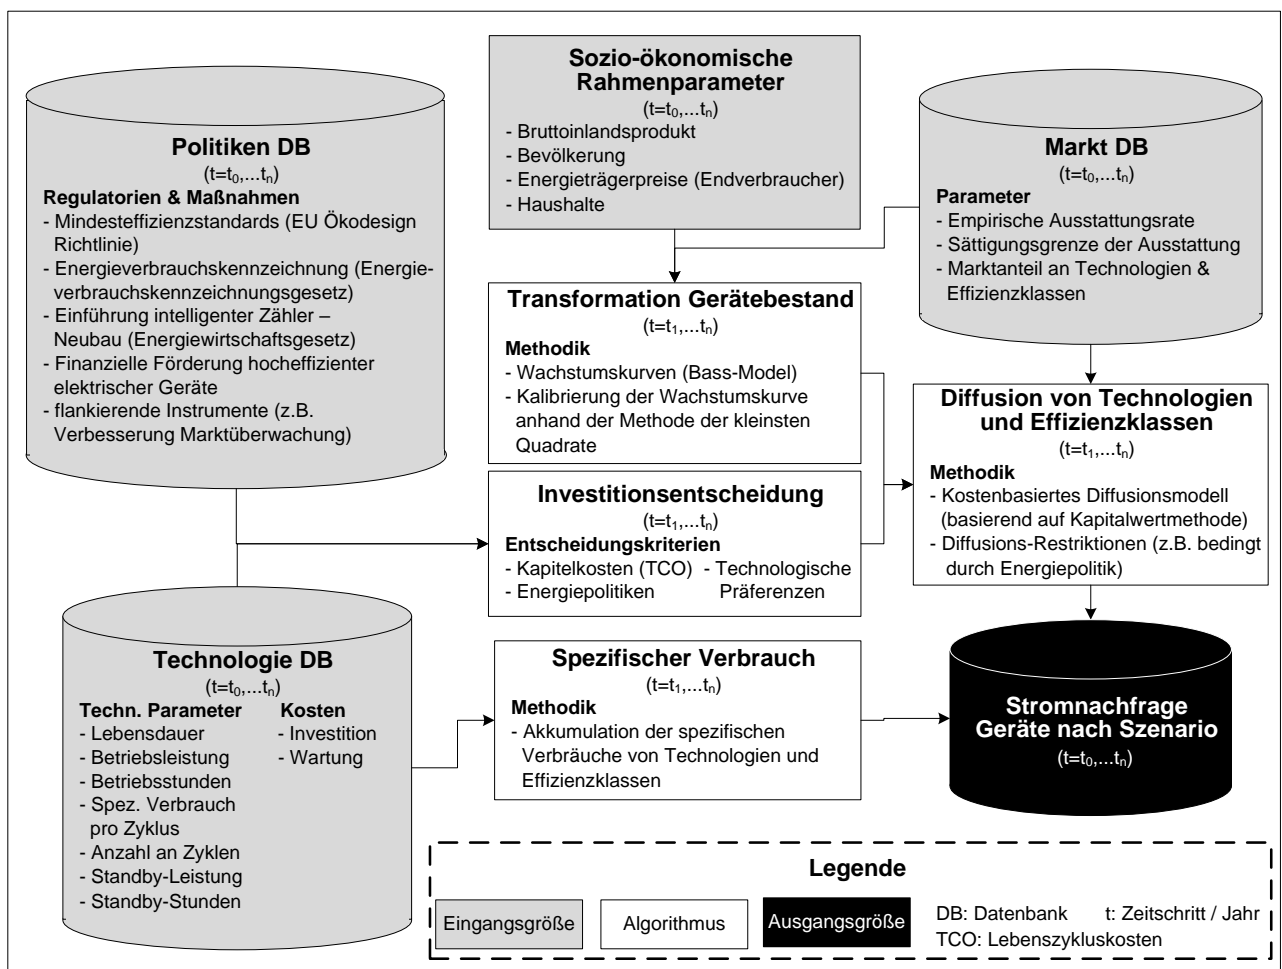 Sozio-ökonomische
Rahmenparameter
(t=t0,...tn)
- Bruttoinlandsprodukt
- Bevölkerung
- Energieträgerpreise (Endverbraucher)
- Haushalte
Politiken DB
(t=t0,...tn)
Regulatorien & Maßnahmen
- Mindesteffizienzstandards (EU Ökodesign
Richtlinie)
- Energieverbrauchskennzeichnung (Energie-
verbrauchskennzeichnungsgesetz)
- Einführung intelligenter Zähler –
Neubau (Energiewirtschaftsgesetz)
- Finanzielle Förderung hocheffizienter
elektrischer Geräte
- flankierende Instrumente (z.B.
Verbesserung Marktüberwachung)
Markt DB
(t=t0,...tn)
Parameter
- Empirische Ausstattungsrate
- Sättigungsgrenze der Ausstattung
- Marktanteil an Technologien &
Effizienzklassen
Transformation Gerätebestand
(t=t1,...tn)
Methodik
- Wachstumskurven (Bass-Model)
- Kalibrierung der Wachstumskurve
anhand der Methode der kleinsten
Quadrate
Diffusion von Technologien
und Effizienzklassen
(t=t1,...tn)
Methodik
- Kostenbasiertes Diffusionsmodell
(basierend auf Kapitalwertmethode)
- Diffusions-Restriktionen (z.B. bedingt
durch Energiepolitik)
Investitionsentscheidung
(t=t1,...tn)
Entscheidungskriterien
- Kapitelkosten (TCO) - Technologische
- Energiepolitiken Präferenzen
Technologie DB
(t=t0,...tn)
Techn. Parameter Kosten
- Lebensdauer - Investition
- Betriebsleistung - Wartung
- Betriebsstunden
- Spez. Verbrauch
pro Zyklus
- Anzahl an Zyklen
- Standby-Leistung
- Standby-Stunden
Spezifischer Verbrauch
(t=t1,...tn)
Methodik
- Akkumulation der spezifischen
Verbräuche von Technologien und
Effizienzklassen
Stromnachfrage
Geräte nach Szenario
(t=t0,...tn)
Legende
Eingangsgröße Algorithmus Ausgangsgröße DB: Datenbank t: Zeitschritt / Jahr
TCO: Lebenszykluskosten